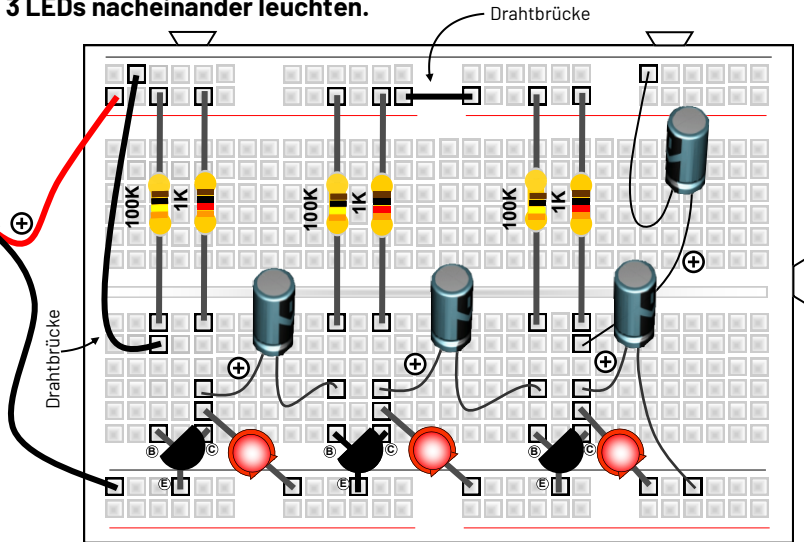 3 LEDs nacheinander leuchten.
Drahtbrücke
100K
1K
100K
1K
100K
1K
+
+
+
+
+
Drahtbrücke
B
C
E
B
C
E
B
C
E